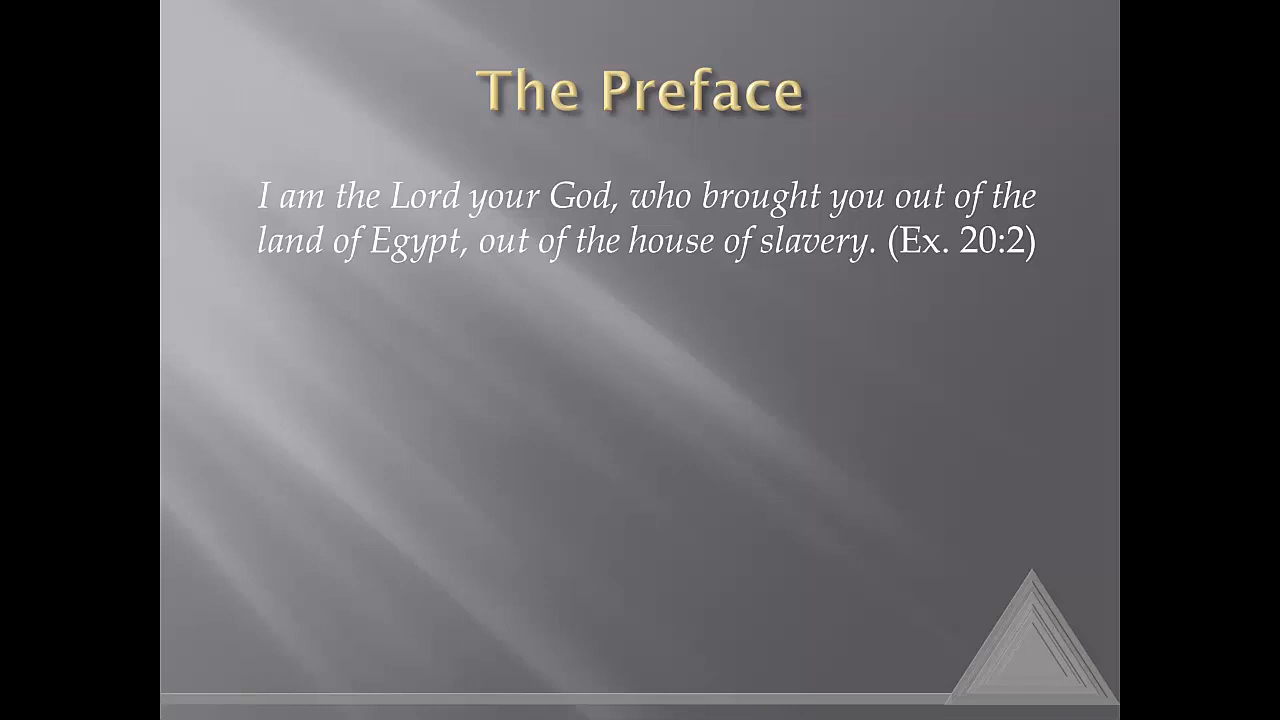 The Preface
I am the Lord your God, who brought you out of the
land of Egypt, out of the house of slavery. (Ex. 20:2)